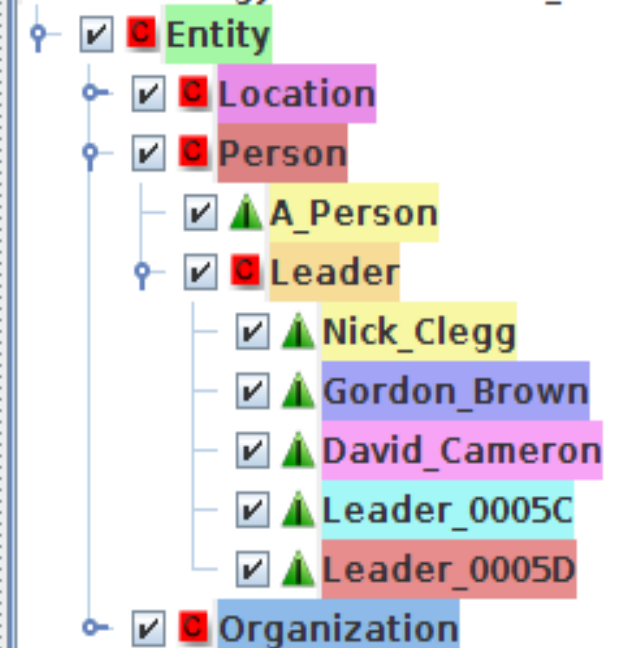 Entity
Location
Person
A_Person
Leader
Nick_Clegg
Gordon_Brown
David_Cameron
Leader_0005C
Leader_0005D
Organization